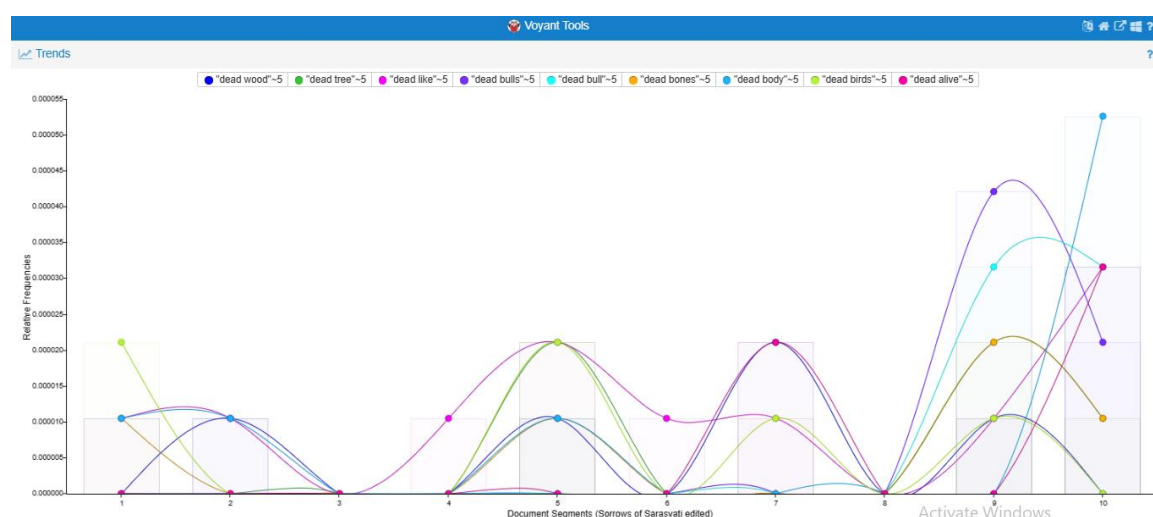 Voyant Tools
?
Trends
?
"dead wood"~5 "dead tree"~5 "dead like"~5 "dead bulls"~5 "dead bull"~5 "dead bones"~5 "dead body"~5 "dead birds"~5 "dead alive"~5
0.000055
0.000050
0.000045
0.000040
0.000035
0.000030
0.000025
0.000020
0.000015
0.000010
0.000005
0.000000
Relative Frequencies
1 2 3 4 5 6 7 8 9 10
Document Segments (Sorrows of Sarasvati edited)
Activate Windows